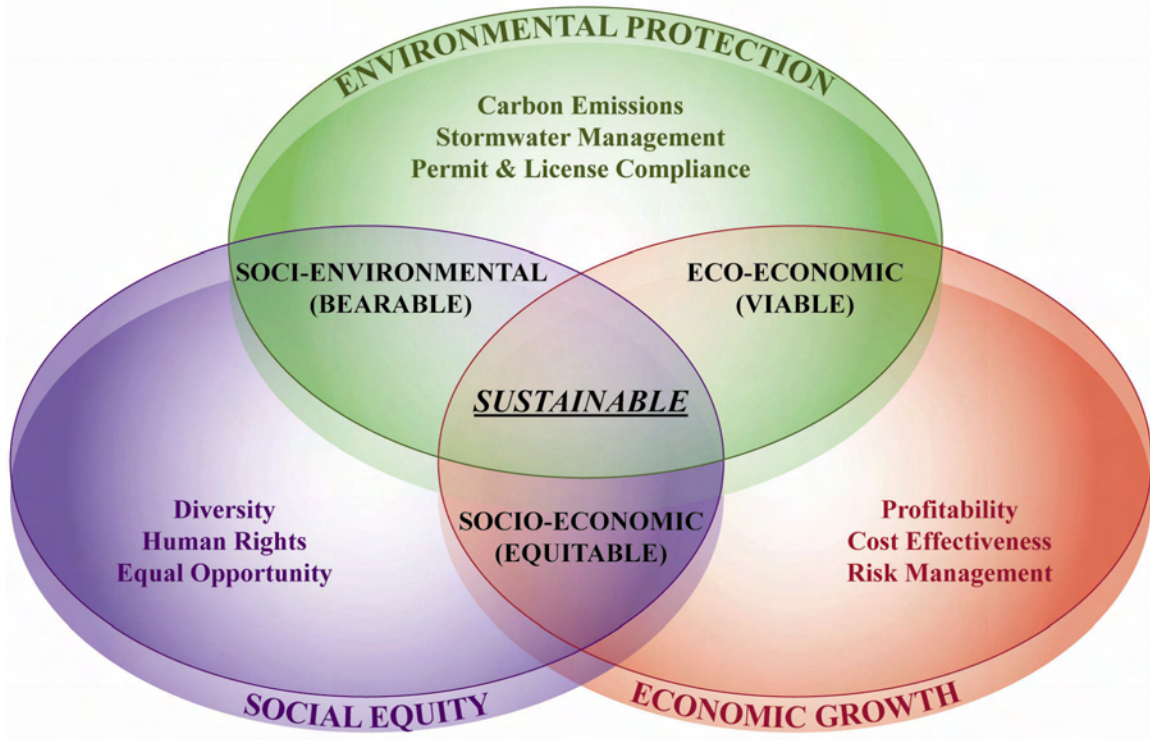 ENVIRONMENTAL PROTECTION
Carbon Emissions
Stormwater Management
Permit & License Compliance
SOCI-ENVIRONMENTAL
(BEARABLE)
ECO-ECONOMIC
(VIABLE)
SUSTAINABLE
Diversity
Human Rights
Equal Opportunity
SOCIO-ECONOMIC
(EQUITABLE)
Profitability
Cost Effectiveness
Risk Management
SOCIAL EQUITY
ECONOMIC GROWTH